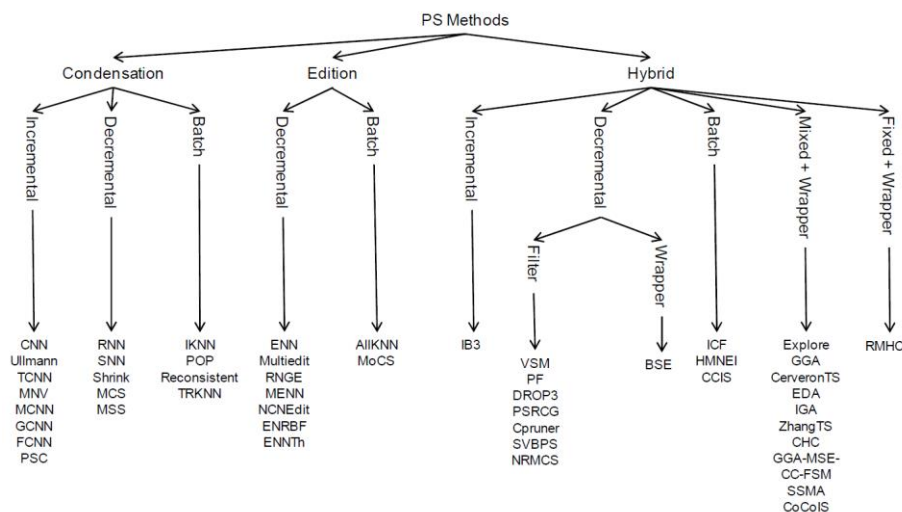 PS Methods
Condensation
Edition
Hybrid
Incremental
Decremental
Batch
Decremental
Batch
Incremental
Decremental
Batch
Mixed + Wrapper
Fixed + Wrapper
Filter
Wrapper
CNN
Ullmann
TCNN
MNV
MCNN
GCNN
FCNN
PSC
RNN
SNN
Shrink
MCS
MSS
IKNN
POP
Reconsistent
TRKNN
ENN
Multiedit
RNGE
MENN
NCNEdit
ENRBF
ENNTh
AllKNN
MoCS
IB3
VSM
PF
DROP3
PSRCG
Cpruner
SVBPS
NRMCS
BSE
ICF
HMNEI
CCIS
Explore
GGA
CerveronTS
EDA
IGA
ZhangTS
CHC
GGA-MSE-
CC-FSM
SSMA
CoCoIS
RMHC